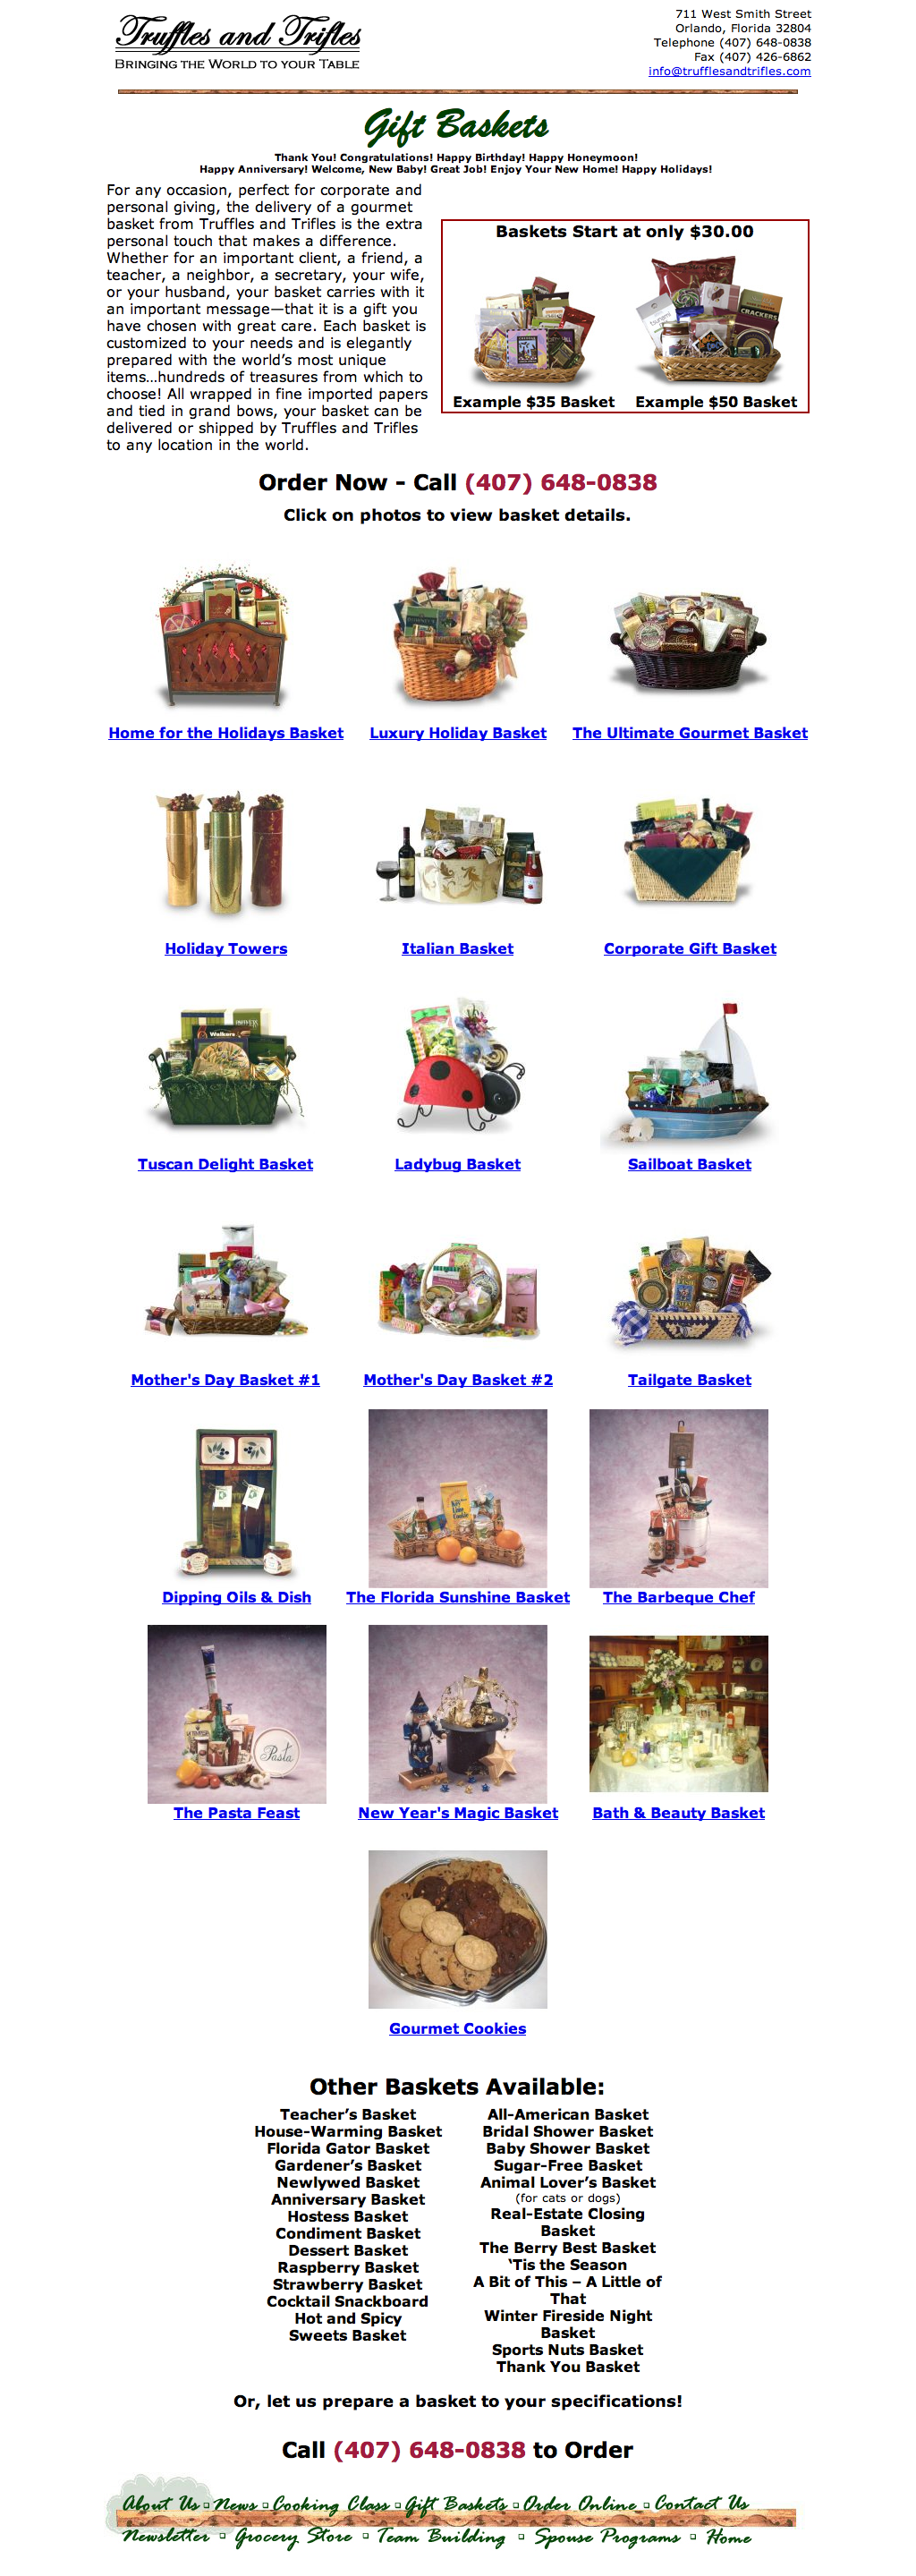 Truffles and Trifles
Bringing the World to your Table
711 West Smith Street
Orlando, Florida 32804
Telephone (407) 648-0838
Fax (407) 426-6862
info@trufflesandtrifles.com
Gift Baskets
Thank You! Congratulations! Happy Birthday! Happy Honeymoon!
Happy Anniversary! Welcome, New Baby! Great Job! Enjoy Your New Home! Happy Holidays!
For any occasion, perfect for corporate and
personal giving, the delivery of a gourmet
basket from Truffles and Trifles is the extra
personal touch that makes a difference.
Whether for an important client, a friend, a
teacher, a neighbor, a secretary, your wife,
or your husband, your basket carries with it
an important message—that it is a gift you
have chosen with great care. Each basket is
customized to your needs and is elegantly
prepared with the world's most unique
items...hundreds of treasures from which to
choose! All wrapped in fine imported papers
and tied in grand bows, your basket can be
delivered or shipped by Truffles and Trifles
to any location in the world.
Baskets Start at only $30.00
CRACKERS
Example $35 Basket Example $50 Basket
Order Now - Call (407) 648-0838
Click on photos to view basket details.
Home for the Holidays Basket Luxury Holiday Basket The Ultimate Gourmet Basket
Holiday Towers Italian Basket Corporate Gift Basket
Walkers
Tuscan Delight Basket Ladybug Basket Sailboat Basket
Mother's Day Basket #1 Mother's Day Basket #2 Tailgate Basket
Dipping Oils & Dish The Florida Sunshine Basket The Barbeque Chef
Pasta
The Pasta Feast New Year's Magic Basket Bath & Beauty Basket
Gourmet Cookies
Other Baskets Available:
Teacher's Basket
House-Warming Basket
Florida Gator Basket
Gardener's Basket
Newlywed Basket
Anniversary Basket
Hostess Basket
Condiment Basket
Dessert Basket
Raspberry Basket
Strawberry Basket
Cocktail Snackboard
Hot and Spicy
Sweets Basket
All-American Basket
Bridal Shower Basket
Baby Shower Basket
Sugar-Free Basket
Animal Lover's Basket
(for cats or dogs)
Real-Estate Closing
Basket
The Berry Best Basket
‘Tis the Season
A Bit of This – A Little of
That
Winter Fireside Night
Basket
Sports Nuts Basket
Thank You Basket
Or, let us prepare a basket to your specifications!
Call (407) 648-0838 to Order
About Us News Cooking Class Gift Baskets Order Online Contact Us
Newsletter Grocery Store Team Building Spouse Programs Home